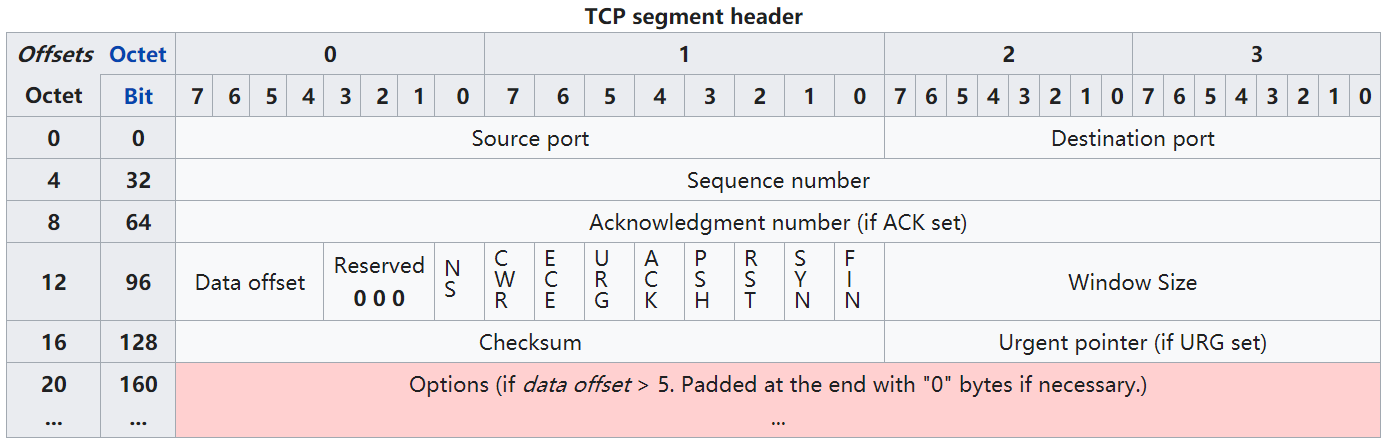 TCP segment header
Offsets Octet 0 1 2 3
Octet Bit 7 6 5 4 3 2 1 0 7 6 5 4 3 2 1 0 7 6 5 4 3 2 1 0 7 6 5 4 3 2 1 0
0 0 Source port Destination port
4 32 Sequence number
8 64 Acknowledgment number (if ACK set)
12 96 Data offset Reserved 0 0 0 NS CWR ECE URG ACK PSH RST SYN FIN Window Size
16 128 Checksum Urgent pointer (if URG set)
20 160 Options (if data offset > 5. Padded at the end with "0" bytes if necessary.)
... ... ...